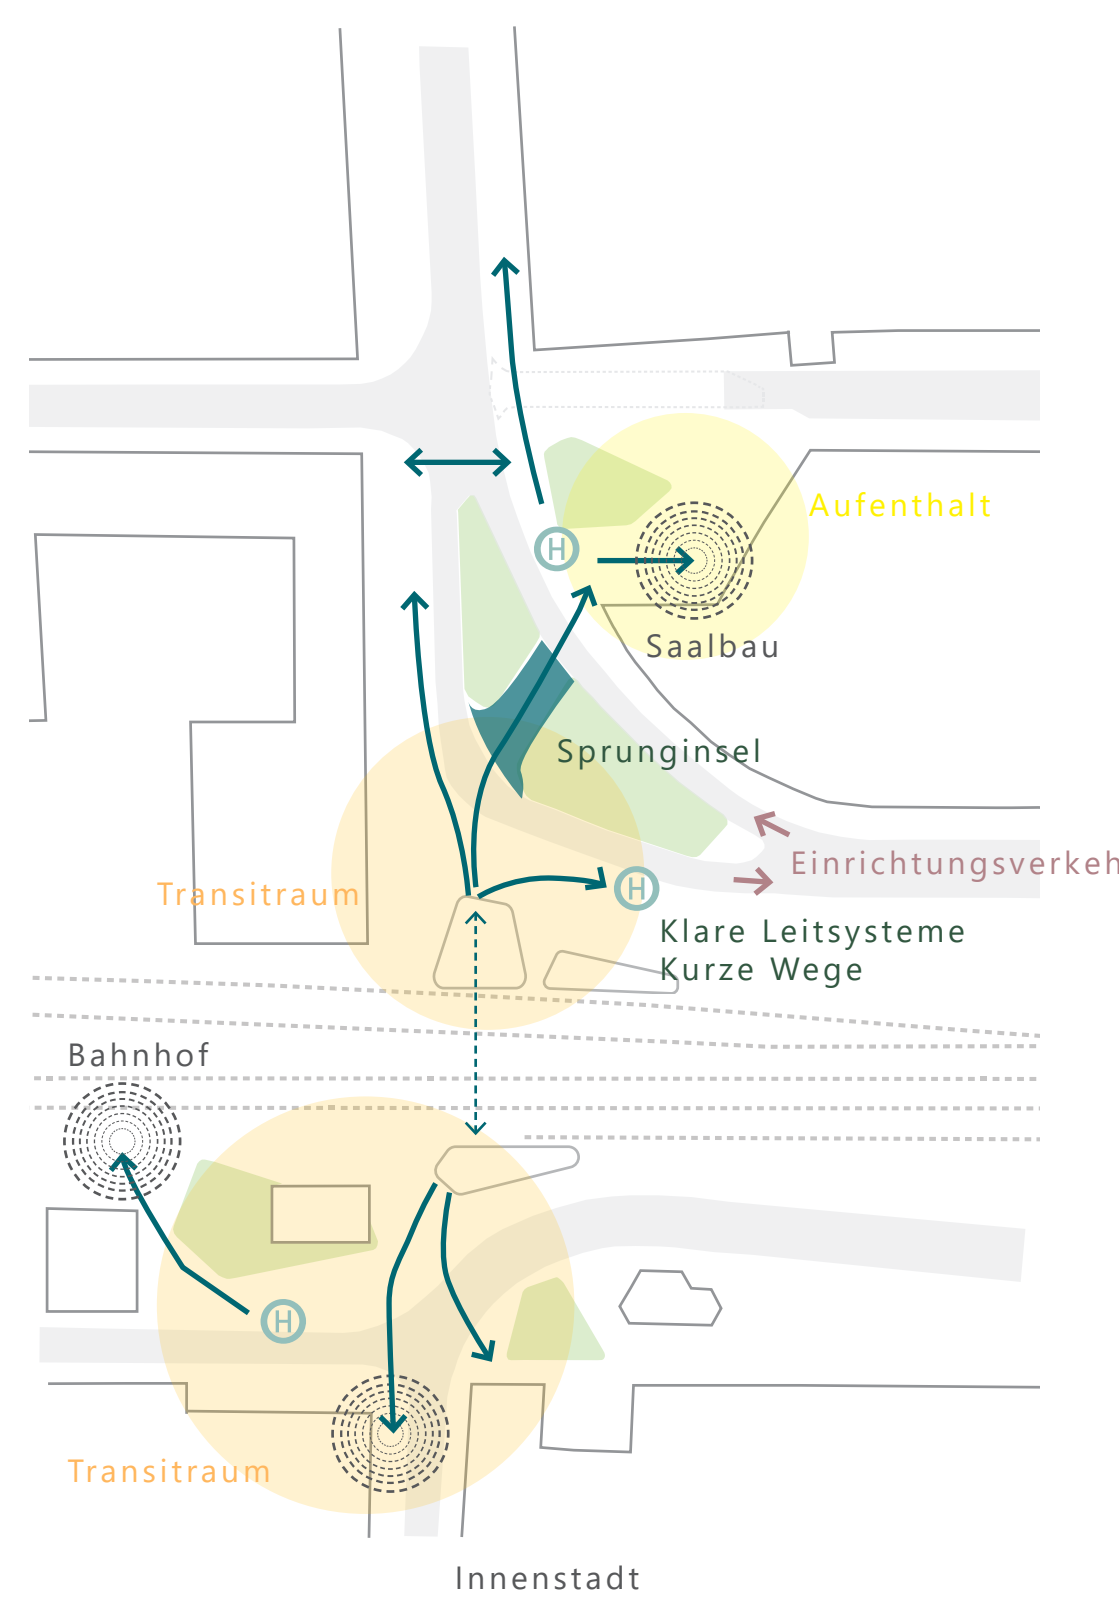 H
Aufenthalt
Saalbau
Sprunginsel
Einrichtungsverkeh
Transitraum
H
Klare Leitsysteme
Kurze Wege
Bahnhof
H
Transitraum
Innenstadt